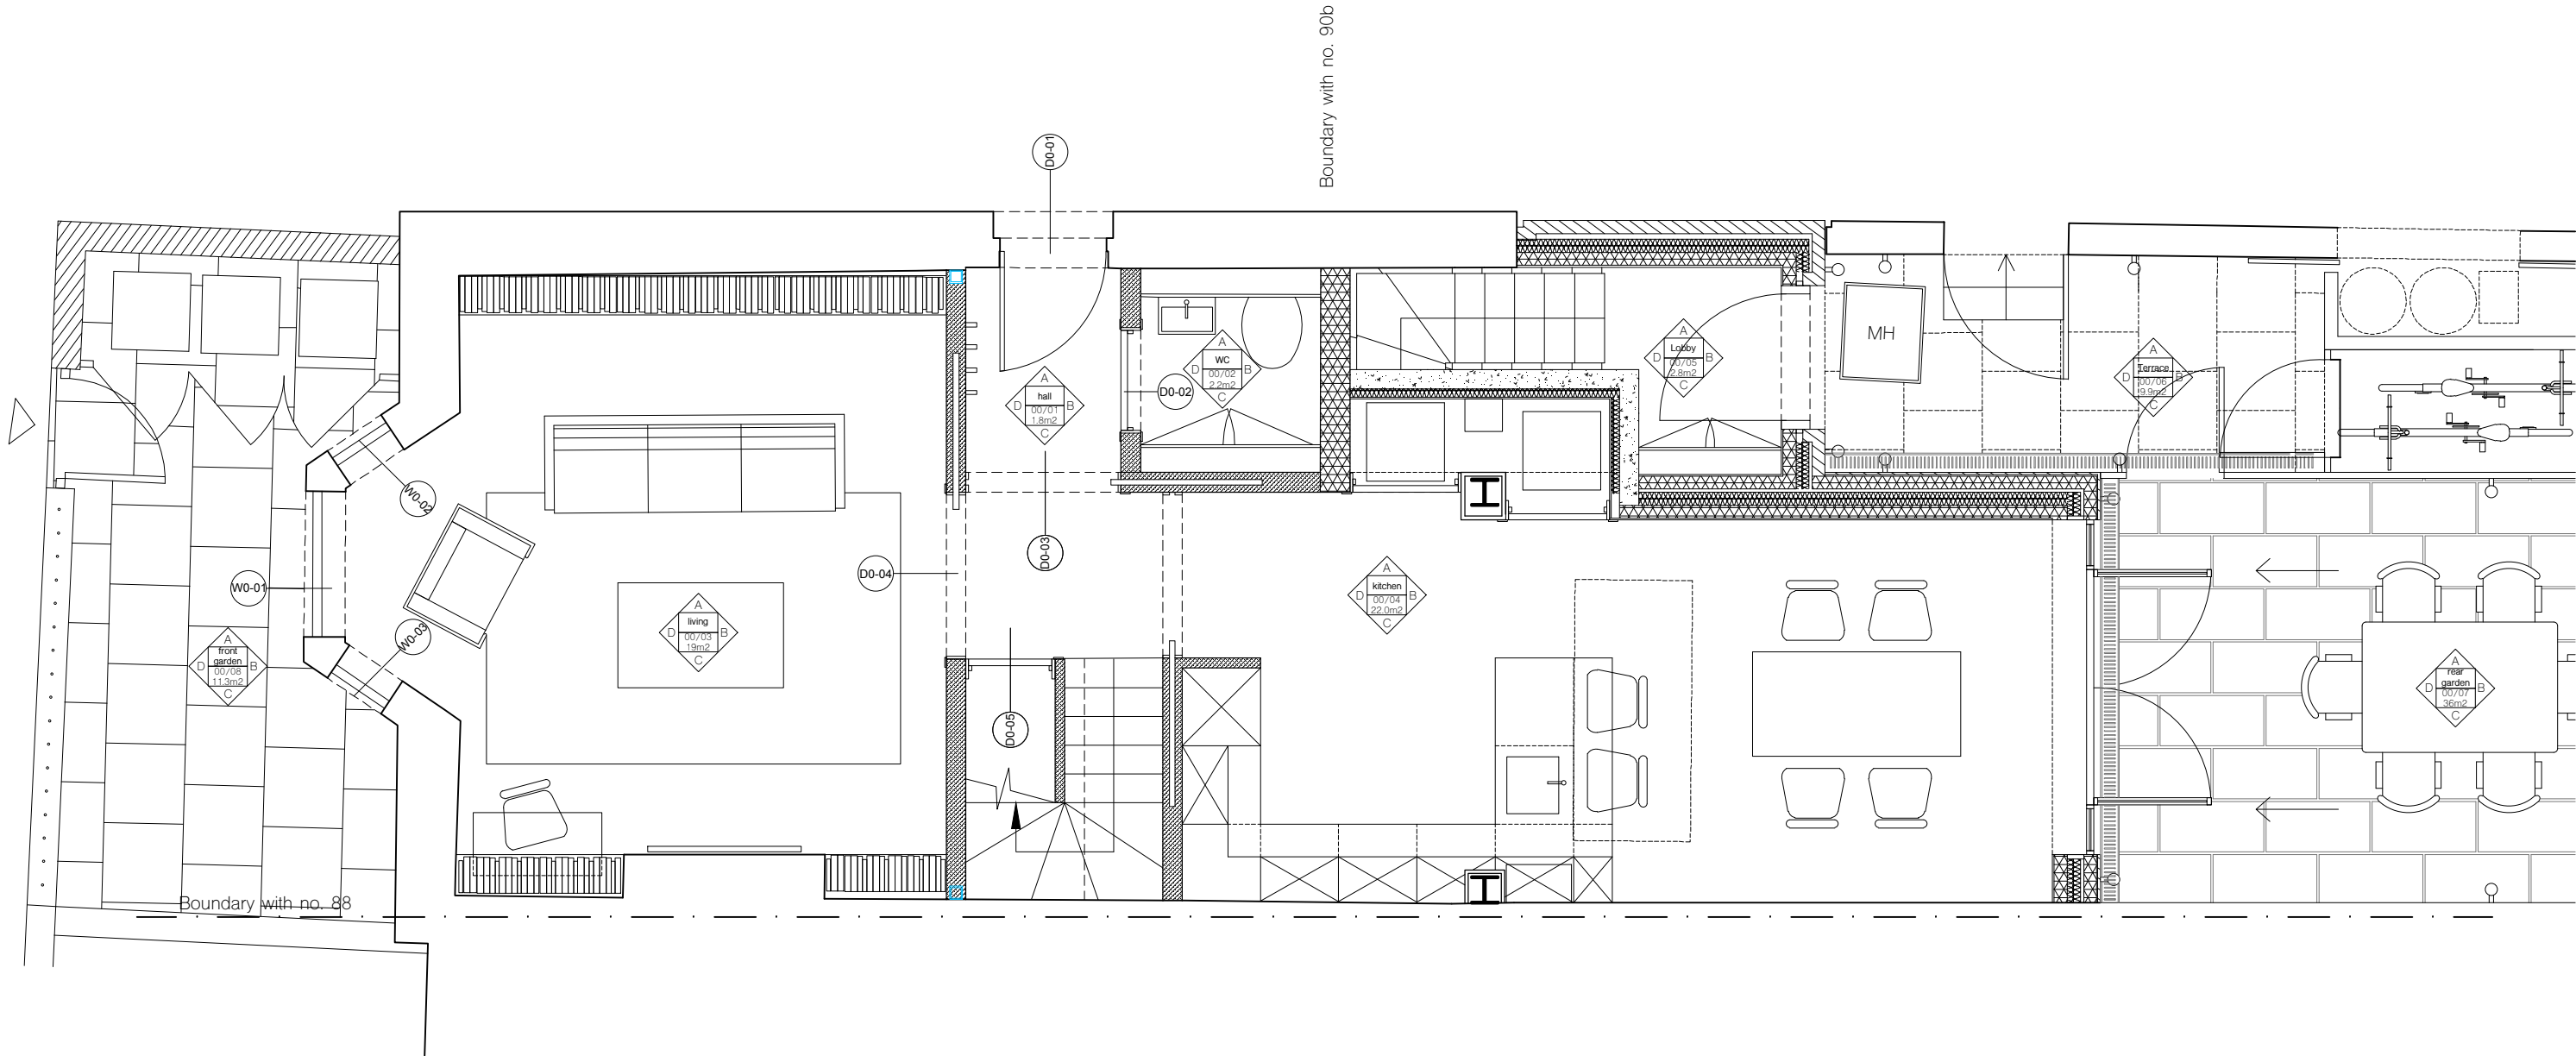 Boundary with no. 90b
D0-01
A
hall
00/01
1.8m2
D
B
C
A
WC
00/02
2.2m2
D
B
C
D0-02
A
Lobby
00/05
2.8m2
D
B
C
MH
A
Terrace
00/06
9.9m2
D
B
C
W0-02
W0-01
W0-03
D0-04
D0-03
D0-05
A
living
00/03
19m2
D
B
C
A
kitchen
00/04
22.0m2
D
B
C
A
front
garden
00/08
11.3m2
D
B
C
A
rear
garden
00/07
36m2
D
B
C
Boundary with no. 88